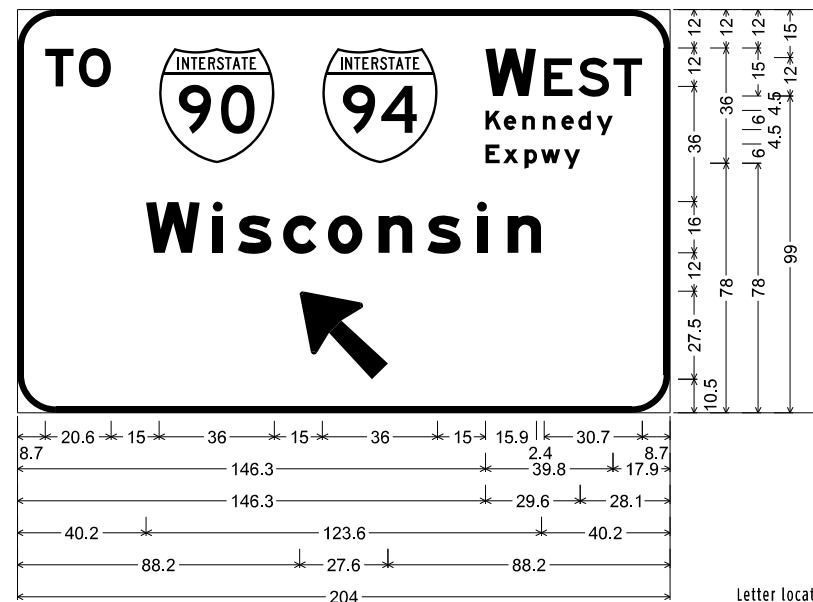 TO INTERSTATE 90 INTERSTATE 94 WEST
Kennedy
Expwy
Wisconsin
12 12 36 16 12 27.5 10.5
12 36 78
12 15 4.5 6 4.5 6 78
15 12 99
8.7 20.6 15 36 15 36 15 15.9 2.4 30.7 8.7
146.3 39.8 17.9
146.3 29.6 28.1
40.2 123.6 40.2
88.2 27.6 88.2
204
Letter locat